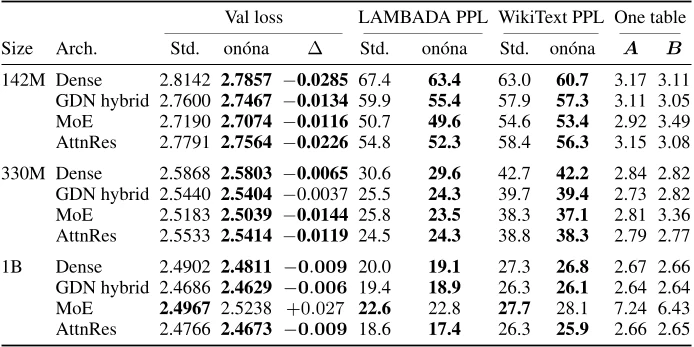 Val loss LAMBADA PPL WikiText PPL One table
Size Arch. Std. onóna Δ Std. onóna Std. onóna A B
142M Dense 2.8142 2.7857 −0.0285 67.4 63.4 63.0 60.7 3.17 3.11
GDN hybrid 2.7600 2.7467 −0.0134 59.9 55.4 57.9 57.3 3.11 3.05
MoE 2.7190 2.7074 −0.0116 50.7 49.6 54.6 53.4 2.92 3.49
AttnRes 2.7791 2.7564 −0.0226 54.8 52.3 58.4 56.3 3.15 3.08
330M Dense 2.5868 2.5803 −0.0065 30.6 29.6 42.7 42.2 2.84 2.82
GDN hybrid 2.5440 2.5404 −0.0037 25.5 24.3 39.7 39.4 2.73 2.82
MoE 2.5183 2.5039 −0.0144 25.8 23.5 38.3 37.1 2.81 3.36
AttnRes 2.5533 2.5414 −0.0119 24.5 24.3 38.8 38.3 2.79 2.77
1B Dense 2.4902 2.4811 −0.009 20.0 19.1 27.3 26.8 2.67 2.66
GDN hybrid 2.4686 2.4629 −0.006 19.4 18.9 26.3 26.1 2.64 2.64
MoE 2.4967 2.5238 +0.027 22.6 22.8 27.7 28.1 7.24 6.43
AttnRes 2.4766 2.4673 −0.009 18.6 17.4 26.3 25.9 2.66 2.65